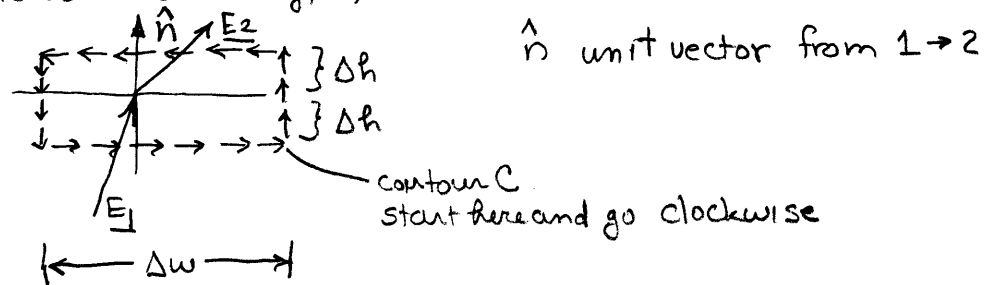 n̂ E2
n̂ unit vector from 1 → 2
} Δh
} Δh
contour C
start here and go clockwise
E1
Δw